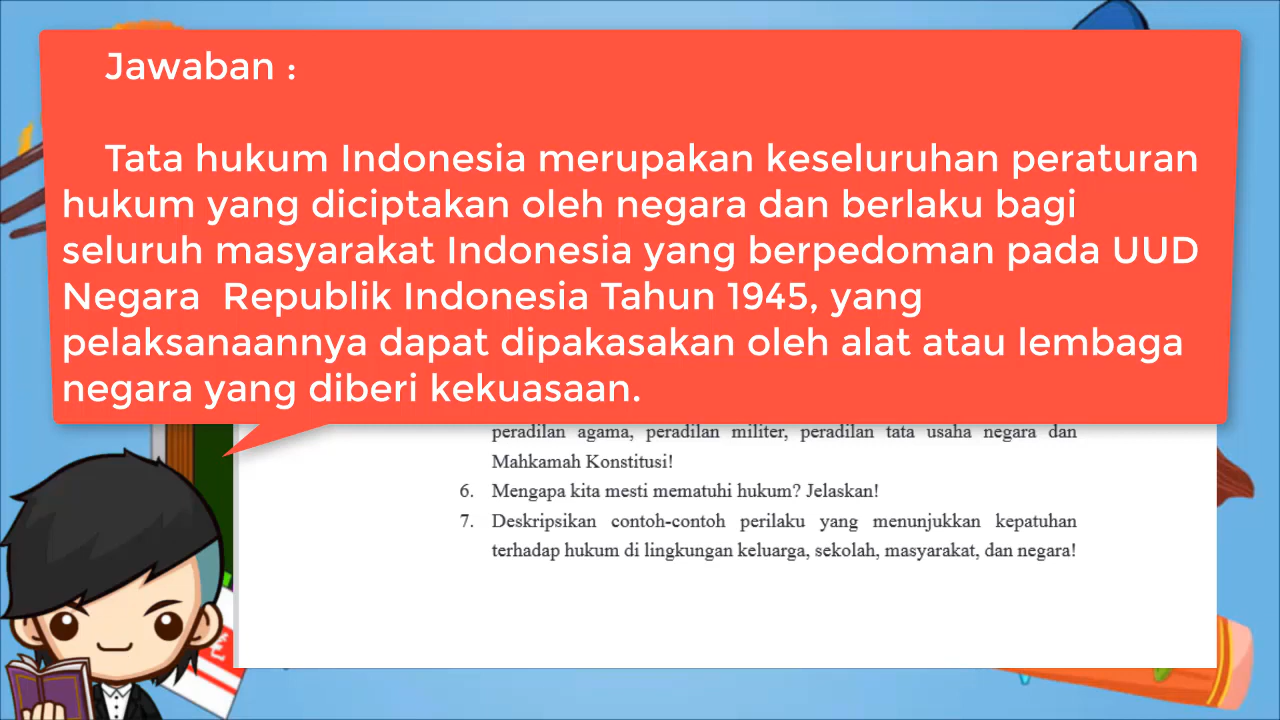 Jawaban :
Tata hukum Indonesia merupakan keseluruhan peraturan
hukum yang diciptakan oleh negara dan berlaku bagi
seluruh masyarakat Indonesia yang berpedoman pada UUD
Negara  Republik Indonesia Tahun 1945, yang
pelaksanaannya dapat dipakasakan oleh alat atau lembaga
negara yang diberi kekuasaan.
peradilan agama, peradilan militer, peradilan tata usaha negara dan
Mahkamah Konstitusi!
6. Mengapa kita mesti mematuhi hukum? Jelaskan!
7. Deskripsikan contoh-contoh perilaku yang menunjukkan kepatuhan
terhadap hukum di lingkungan keluarga, sekolah, masyarakat, dan negara!